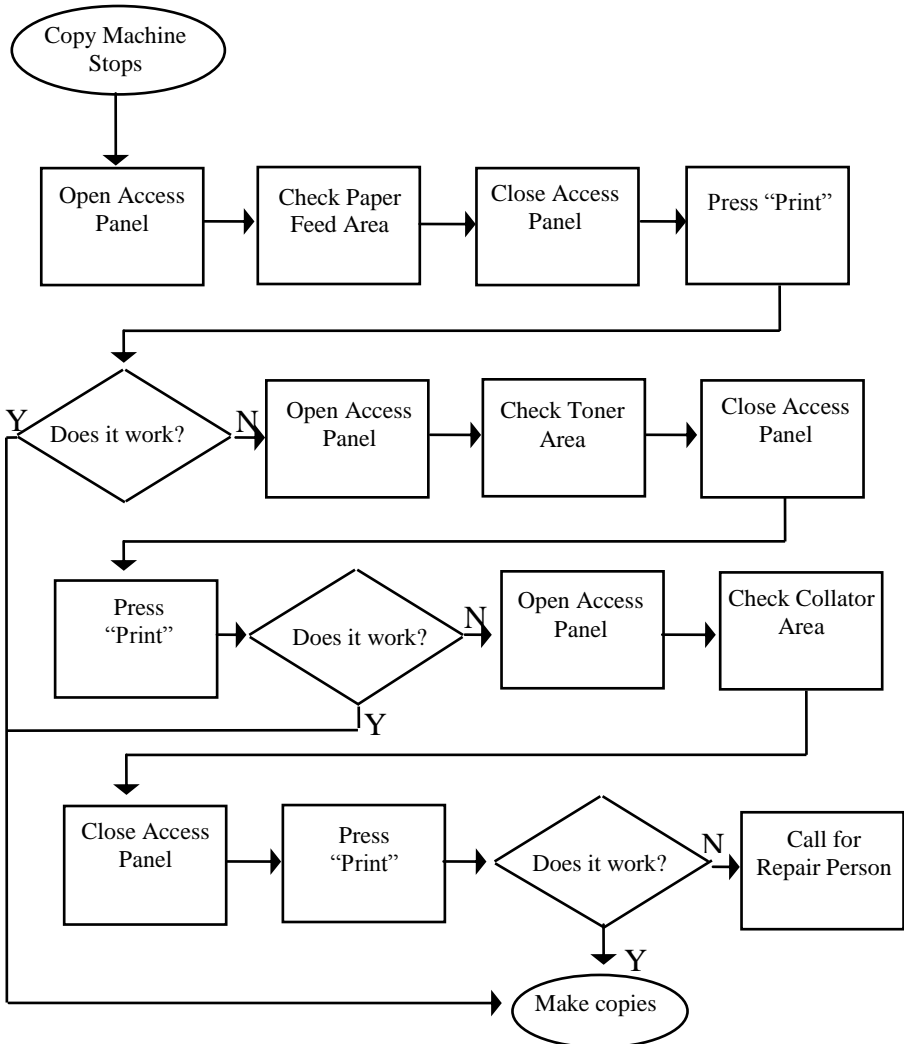 Copy Machine
Stops
Open Access
Panel
Check Paper
Feed Area
Close Access
Panel
Press “Print”
Y
Does it work?
N
Open Access
Panel
Check Toner
Area
Close Access
Panel
Press
“Print”
Does it work?
N
Y
Open Access
Panel
Check Collator
Area
Close Access
Panel
Press
“Print”
Does it work?
N
Y
Call for
Repair Person
Make copies